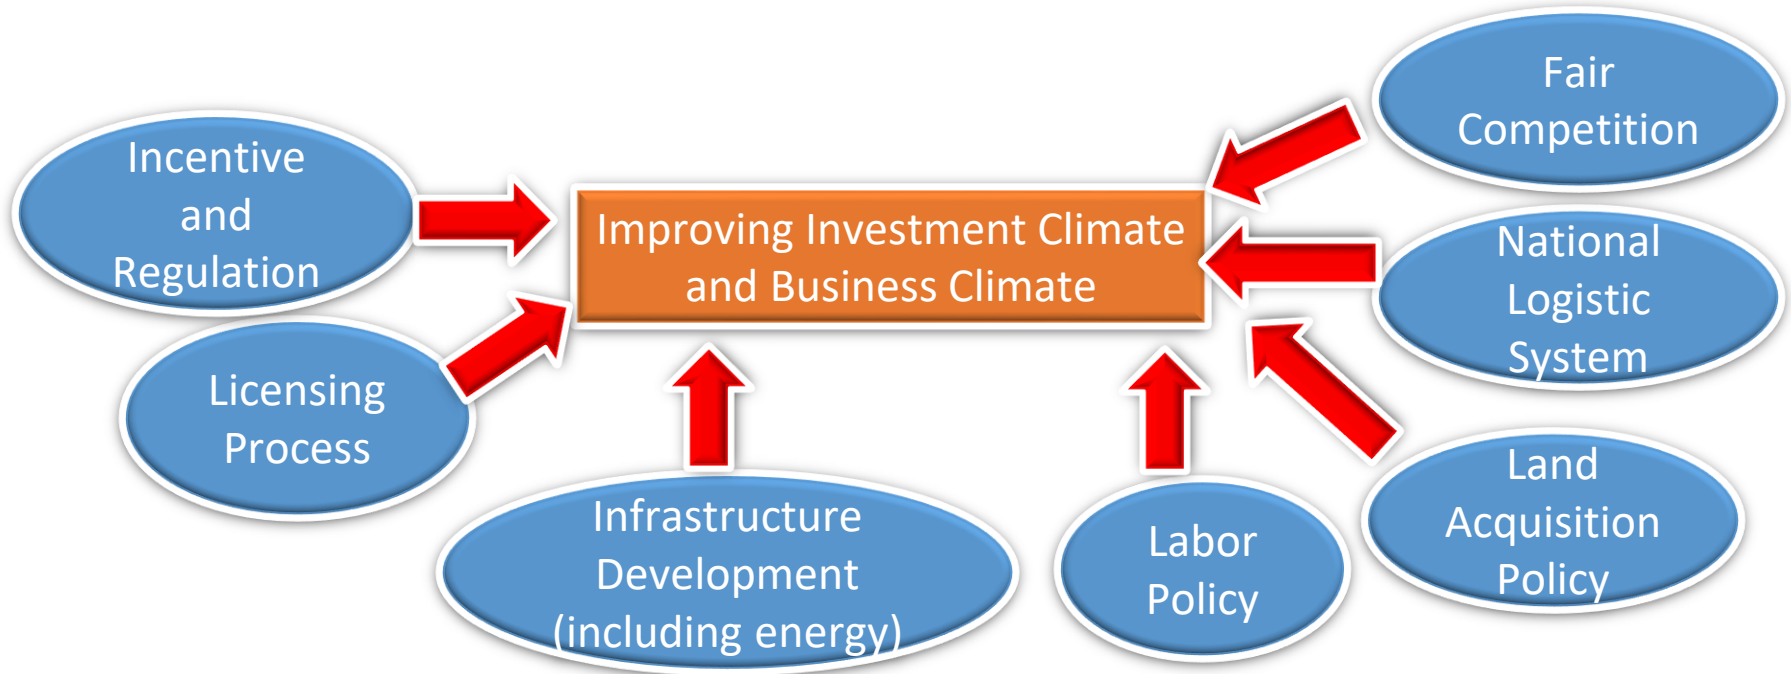 Incentive
and
Regulation
Licensing
Process
Infrastructure
Development
(including energy)
Improving Investment Climate
and Business Climate
Labor
Policy
Fair
Competition
National
Logistic
System
Land
Acquisition
Policy